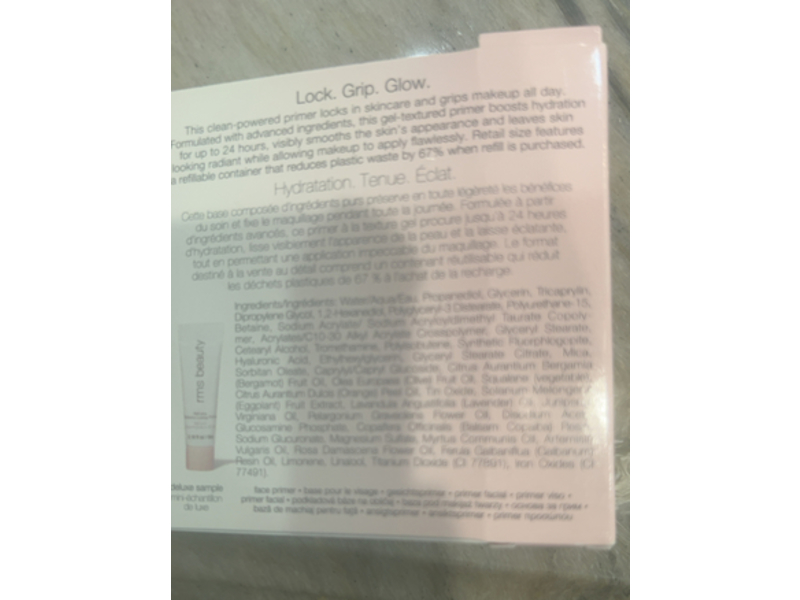 Lock. Grip. Glow.
This clean-powered primer locks in skincare and grips makeup all day.
Formulated with advanced ingredients, this gel-textured primer boosts hydration
for up to 24 hours, visibly smooths the skin's appearance and leaves skin
looking radiant while allowing makeup to apply flawlessly. Retail size features
a refillable container that reduces plastic waste by 67% when refill is purchased.
Hydratation. Tenue. Éclat.
Cette base composée d'ingrédients purs préserve en toute légèreté les bénéfices
du soin et fixe le maquillage pendant toute la journée. Formulée à partir
d'ingrédients avancés, ce primer à la texture gel procure jusqu'à 24 heures
d'hydratation, lisse visiblement l'apparence de la peau et la laisse éclatante,
tout en permettant une application impeccable du maquillage. Le format
destiné à la vente au détail comprend un contenant réutilisable qui réduit
les déchets plastiques de 67 % à l'achat de la recharge.
Ingredients/Ingrédients: Water/Aqua/Eau, Propanediol, Glycerin, Tricaprylin,
Dipropylene Glycol, 1,2-Hexanediol, Polyglyceryl-3 Distearate, Polyurethane-15,
Betaine, Sodium Acrylate/ Sodium Acryloyldimethyl Taurate Copoly-
mer, Acrylates/C10-30 Alkyl Acrylate Crosspolymer, Glyceryl Stearate,
Cetearyl Alcohol, Tromethamine, Polyisobutene, Synthetic Fluorphlogopite,
Hyaluronic Acid, Ethylhexylglycerin, Glyceryl Stearate Citrate, Mica,
Sorbitan Oleate, Caprylyl/Capryl Glucoside, Citrus Aurantium Bergamia
(Bergamot) Fruit Oil, Olea Europaea (Olive) Fruit Oil, Squalene (vegetable),
Citrus Aurantium Dulcis (Orange) Peel Oil, Tin Oxide, Solanum Melongena
(Eggplant) Fruit Extract, Lavandula Angustifolia (Lavender) Oil,
Virginiana Oil, Pelargonium Graveolens Flower Oil, Disodium
Glucosamine Phosphate, Copaifera Officinalis (Balsam Copaiba) Resin,
Sodium Glucuronate, Magnesium Sulfate, Myrtus Communis Oil, Artemisia
Vulgaris Oil, Rosa Damascena Flower Oil, Ferula Galbaniflua (Galbanum)
Resin Oil, Limonene, Linalool, Titanium Dioxide (CI 77891), Iron Oxides (CI
77491).
rms beauty
deluxe sample
mini-échantillon
de luxe
face primer • base pour le visage • gesichtsprimer • primer facial • primer viso •
primer facial •
bază de machiaj pentru față • ansigtsprimer • ansiktsprimer • primer προσώπου